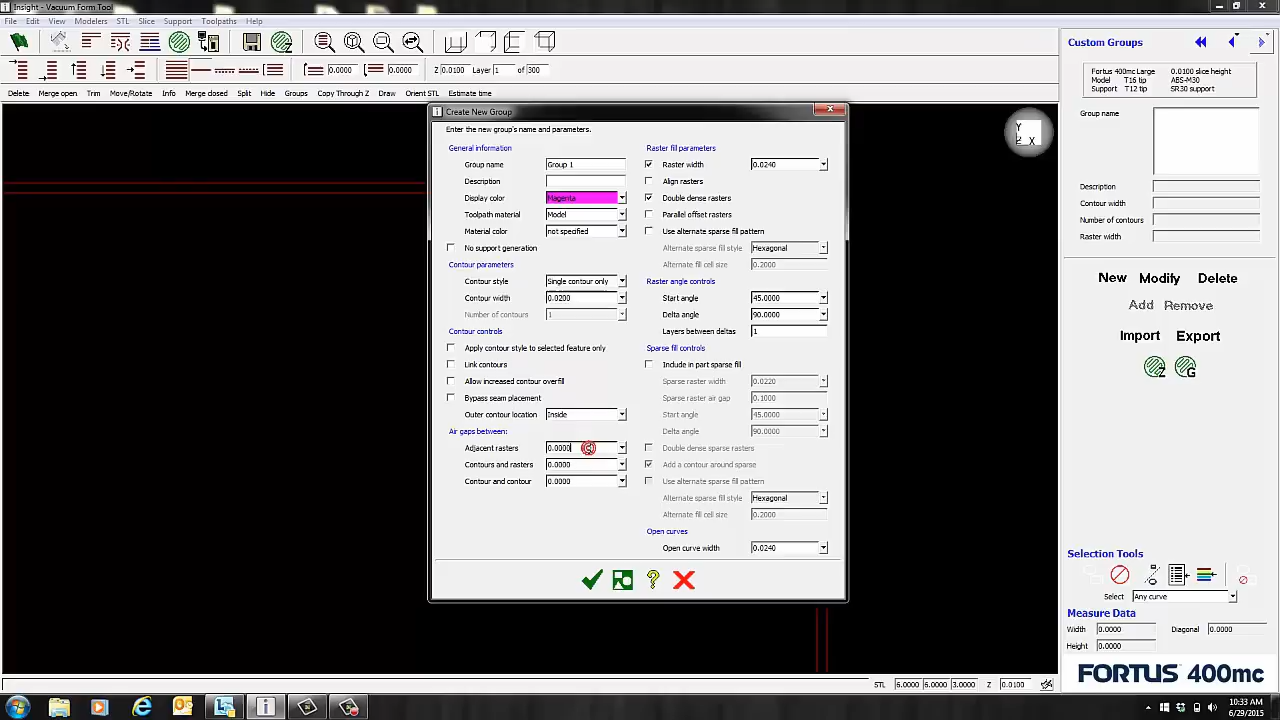 Insight - Vacuum Form Tool
File Edit View Modelers STL Slice Support Toolpaths Help
0.0000 0.0000 Z 0.0100 Layer 1 of 300
Delete Merge open Trim Move/Rotate Info Merge closed Split Hide Groups Copy Through Z Draw Orient STL Estimate time
Create New Group
Enter the new group's name and parameters.
General information
Group name Group 1
Description
Display color Magenta
Toolpath material Model
Material color not specified
No support generation
Contour parameters
Contour style Single contour only
Contour width 0.0200
Number of contours 1
Contour controls
Apply contour style to selected feature only
Link contours
Allow increased contour overfill
Bypass seam placement
Outer contour location Inside
Air gaps between:
Adjacent rasters 0.0000
Contours and rasters 0.0000
Contour and contour 0.0000
Raster fill parameters
Raster width 0.0240
Align rasters
Double dense rasters
Parallel offset rasters
Use alternate sparse fill pattern
Alternate sparse fill style Hexagonal
Alternate fill cell size 0.2000
Raster angle controls
Start angle 45.0000
Delta angle 90.0000
Layers between deltas 1
Sparse fill controls
Include in part sparse fill
Sparse raster width 0.0220
Sparse raster air gap 0.1000
Start angle 45.0000
Delta angle 90.0000
Double dense sparse rasters
Add a contour around sparse
Use alternate sparse fill pattern
Alternate sparse fill style Hexagonal
Alternate fill cell size 0.2000
Open curves
Open curve width 0.0240
Y
Z X
Custom Groups
Fortus 400mc Large 0.0100 slice height
Model T16 tip ABS-M30
Support T12 tip SR30 support
Group name
Description
Contour width
Number of contours
Raster width
New Modify Delete
Add Remove
Import Export
Selection Tools
Select Any curve
Measure Data
Width 0.0000 Diagonal 0.0000
Height 0.0000
FORTUS 400mc
STL 6.0000 6.0000 3.0000 Z 0.0100
10:33 AM
6/29/2015